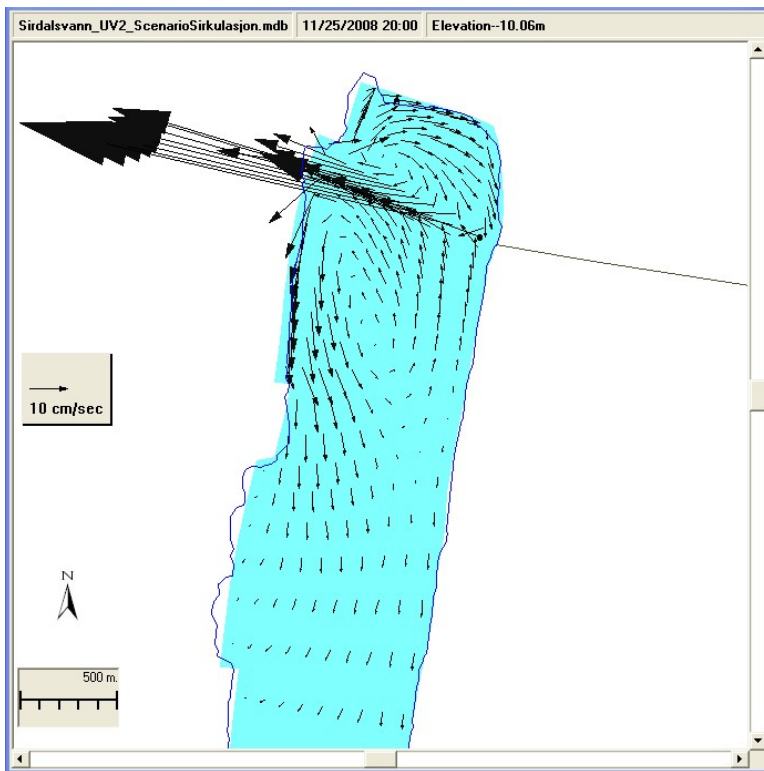 Sirdalsvann_UV2_ScenarioSirkulasjon.mdb 11/25/2008 20:00 Elevation--10.06m
10 cm/sec
N
500 m.